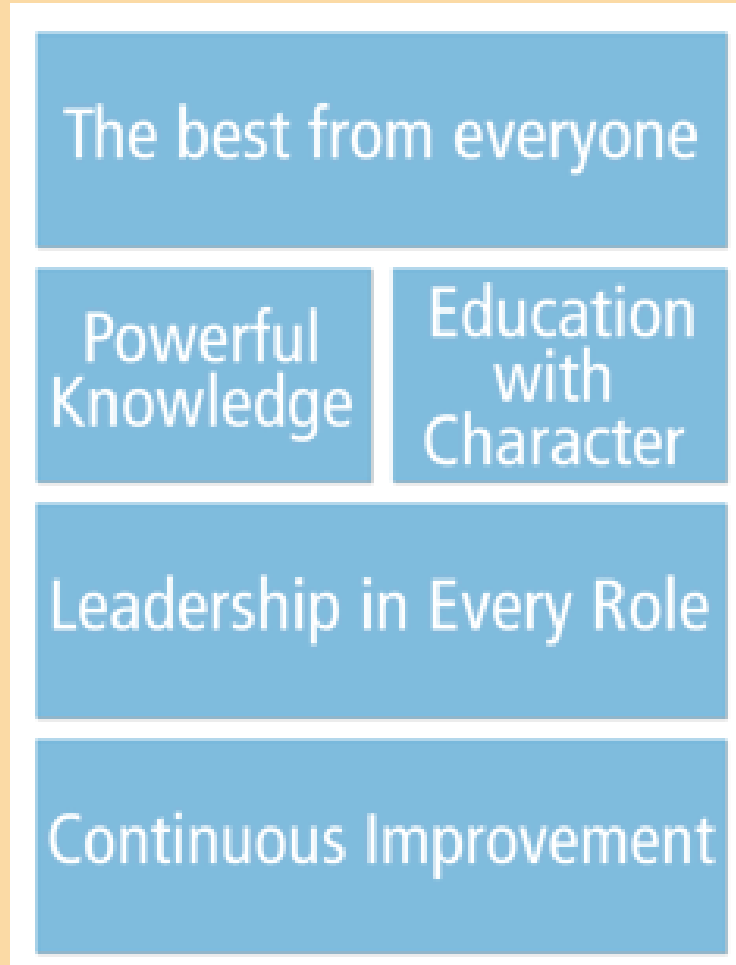 The best from everyone
Powerful
Knowledge
Education
with
Character
Leadership in Every Role
Continuous Improvement